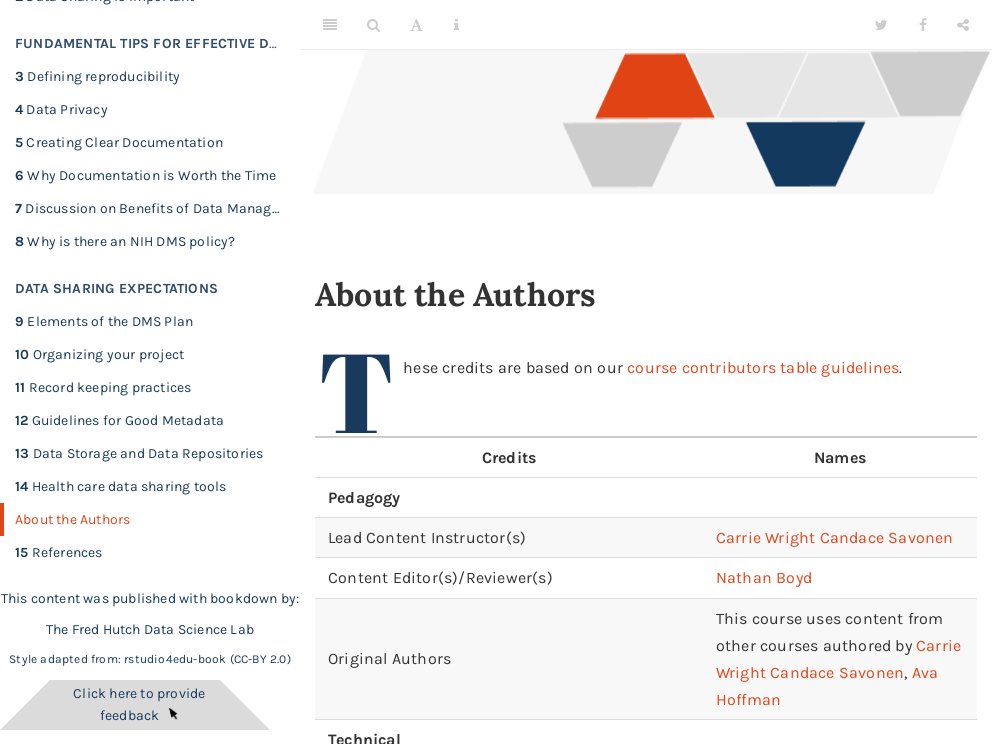 FUNDAMENTAL TIPS FOR EFFECTIVE D…
3 Defining reproducibility
4 Data Privacy
5 Creating Clear Documentation
6 Why Documentation is Worth the Time
7 Discussion on Benefits of Data Manag…
8 Why is there an NIH DMS policy?
DATA SHARING EXPECTATIONS
9 Elements of the DMS Plan
10 Organizing your project
11 Record keeping practices
12 Guidelines for Good Metadata
13 Data Storage and Data Repositories
14 Health care data sharing tools
About the Authors
15 References
This content was published with bookdown by:
The Fred Hutch Data Science Lab
Style adapted from: rstudio4edu-book (CC-BY 2.0)
Click here to provide
feedback
About the Authors
These credits are based on our course contributors table guidelines.
Credits Names
Pedagogy
Lead Content Instructor(s) Carrie Wright Candace Savonen
Content Editor(s)/Reviewer(s) Nathan Boyd
Original Authors
This course uses content from
other courses authored by Carrie
Wright Candace Savonen, Ava
Hoffman
Technical